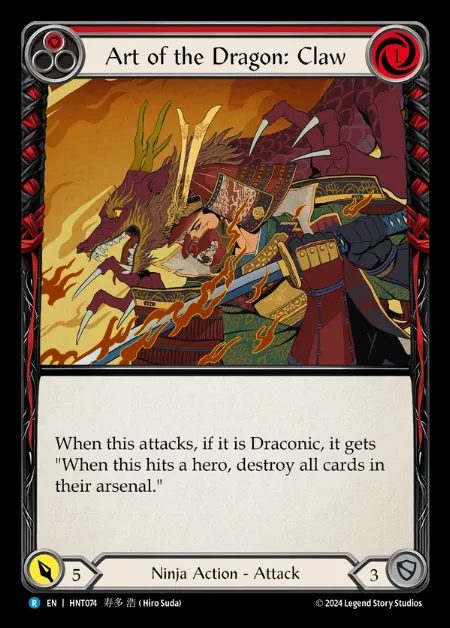 Art of the Dragon: Claw
1
When this attacks, if it is Draconic, it gets
"When this hits a hero, destroy all cards in
their arsenal."
5
Ninja Action - Attack
3
R EN | HNT074 寿多 浩 ( Hiro Suda)
© 2024 Legend Story Studios